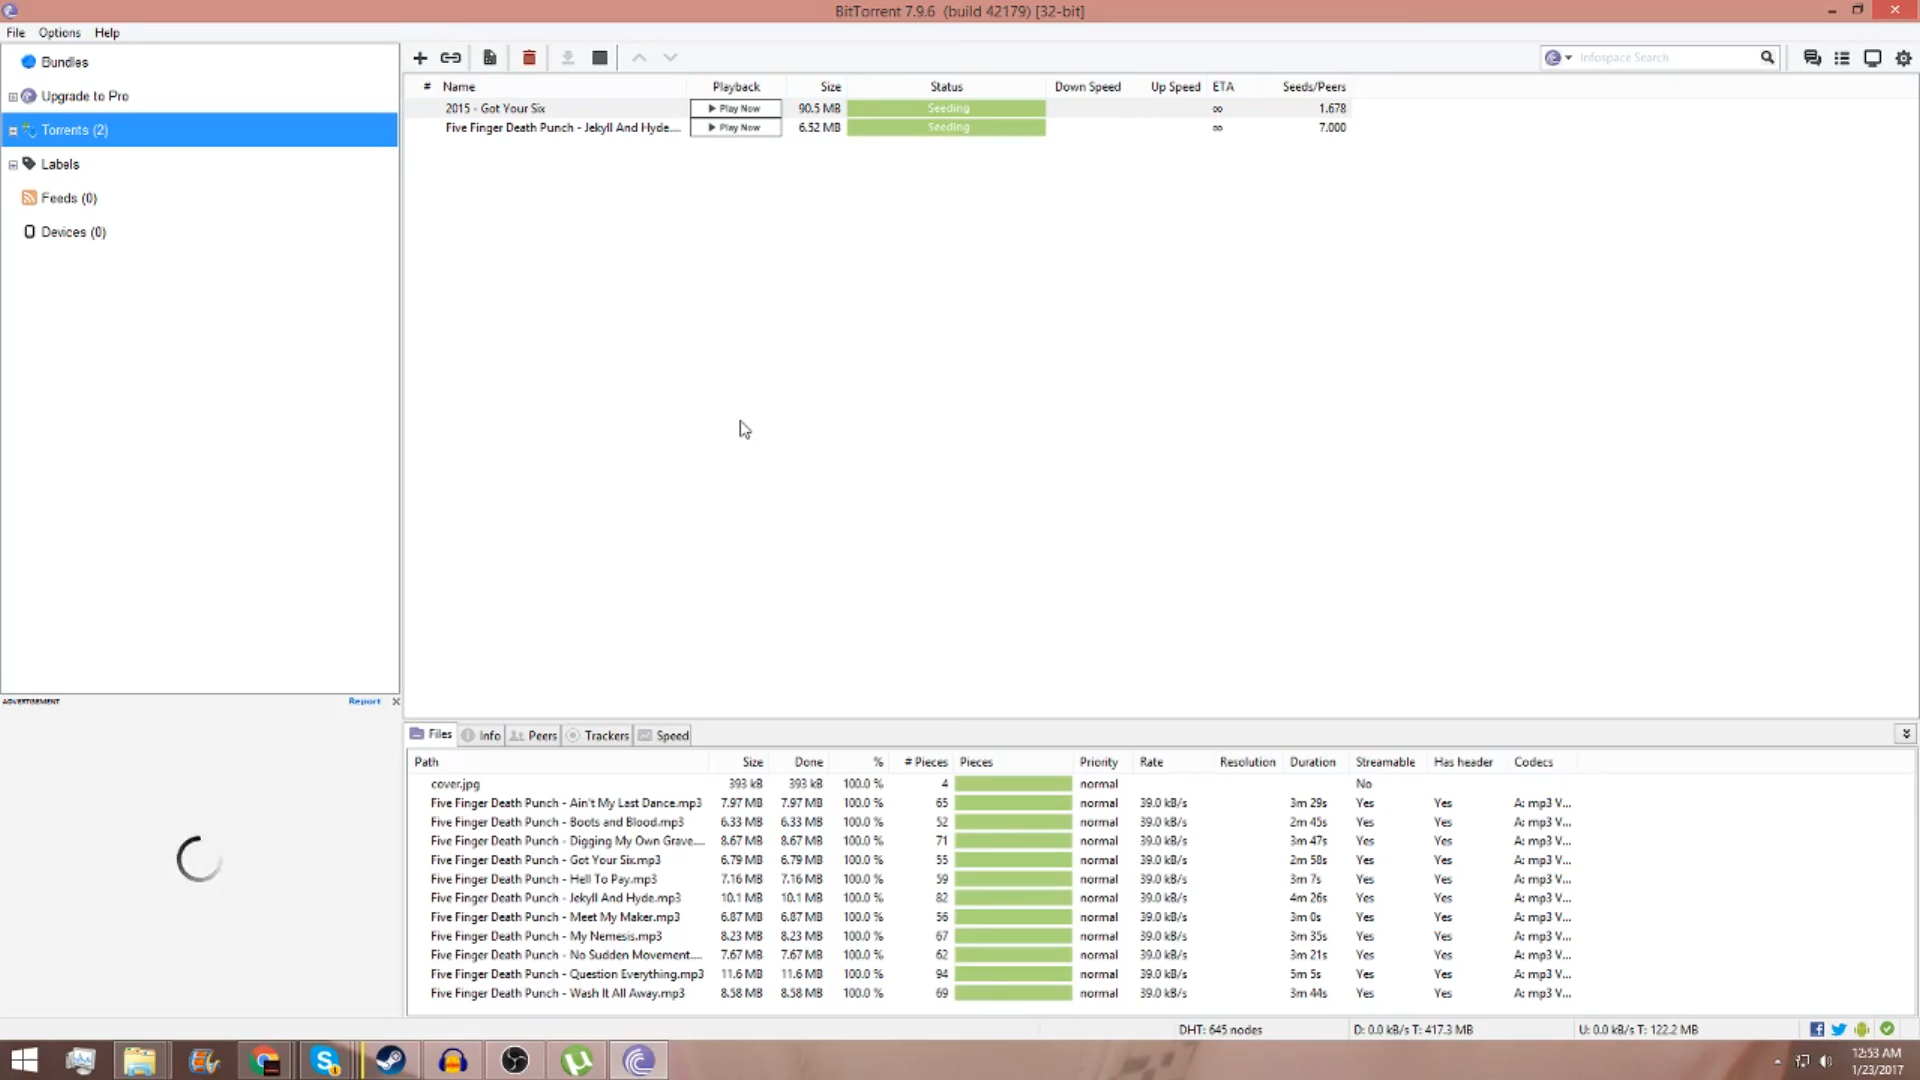 BitTorrent 7.9.6 (build 42179) [32-bit]
File Options Help
Bundles
Upgrade to Pro
Torrents (2)
Labels
Feeds (0)
Devices (0)
Infospace Search
# Name Playback Size Status Down Speed Up Speed ETA Seeds/Peers
2015 - Got Your Six Play Now 90.5 MB Seeding ∞ 1.678
Five Finger Death Punch - Jekyll And Hyde.... Play Now 6.52 MB Seeding ∞ 7.000
ADVERTISEMENT Report
Files Info Peers Trackers Speed
Path Size Done % # Pieces Pieces Priority Rate Resolution Duration Streamable Has header Codecs
cover.jpg 393 kB 393 kB 100.0 % 4 normal No
Five Finger Death Punch - Ain't My Last Dance.mp3 7.97 MB 7.97 MB 100.0 % 65 normal 39.0 kB/s 3m 29s Yes Yes A: mp3 V...
Five Finger Death Punch - Boots and Blood.mp3 6.33 MB 6.33 MB 100.0 % 52 normal 39.0 kB/s 2m 45s Yes Yes A: mp3 V...
Five Finger Death Punch - Digging My Own Grave.... 8.67 MB 8.67 MB 100.0 % 71 normal 39.0 kB/s 3m 47s Yes Yes A: mp3 V...
Five Finger Death Punch - Got Your Six.mp3 6.79 MB 6.79 MB 100.0 % 55 normal 39.0 kB/s 2m 58s Yes Yes A: mp3 V...
Five Finger Death Punch - Hell To Pay.mp3 7.16 MB 7.16 MB 100.0 % 59 normal 39.0 kB/s 3m 7s Yes Yes A: mp3 V...
Five Finger Death Punch - Jekyll And Hyde.mp3 10.1 MB 10.1 MB 100.0 % 82 normal 39.0 kB/s 4m 26s Yes Yes A: mp3 V...
Five Finger Death Punch - Meet My Maker.mp3 6.87 MB 6.87 MB 100.0 % 56 normal 39.0 kB/s 3m 0s Yes Yes A: mp3 V...
Five Finger Death Punch - My Nemesis.mp3 8.23 MB 8.23 MB 100.0 % 67 normal 39.0 kB/s 3m 35s Yes Yes A: mp3 V...
Five Finger Death Punch - No Sudden Movement.... 7.67 MB 7.67 MB 100.0 % 62 normal 39.0 kB/s 3m 21s Yes Yes A: mp3 V...
Five Finger Death Punch - Question Everything.mp3 11.6 MB 11.6 MB 100.0 % 94 normal 39.0 kB/s 5m 5s Yes Yes A: mp3 V...
Five Finger Death Punch - Wash It All Away.mp3 8.58 MB 8.58 MB 100.0 % 69 normal 39.0 kB/s 3m 44s Yes Yes A: mp3 V...
DHT: 645 nodes D: 0.0 kB/s T: 417.3 MB U: 0.0 kB/s T: 122.2 MB
12:53 AM
1/23/2017